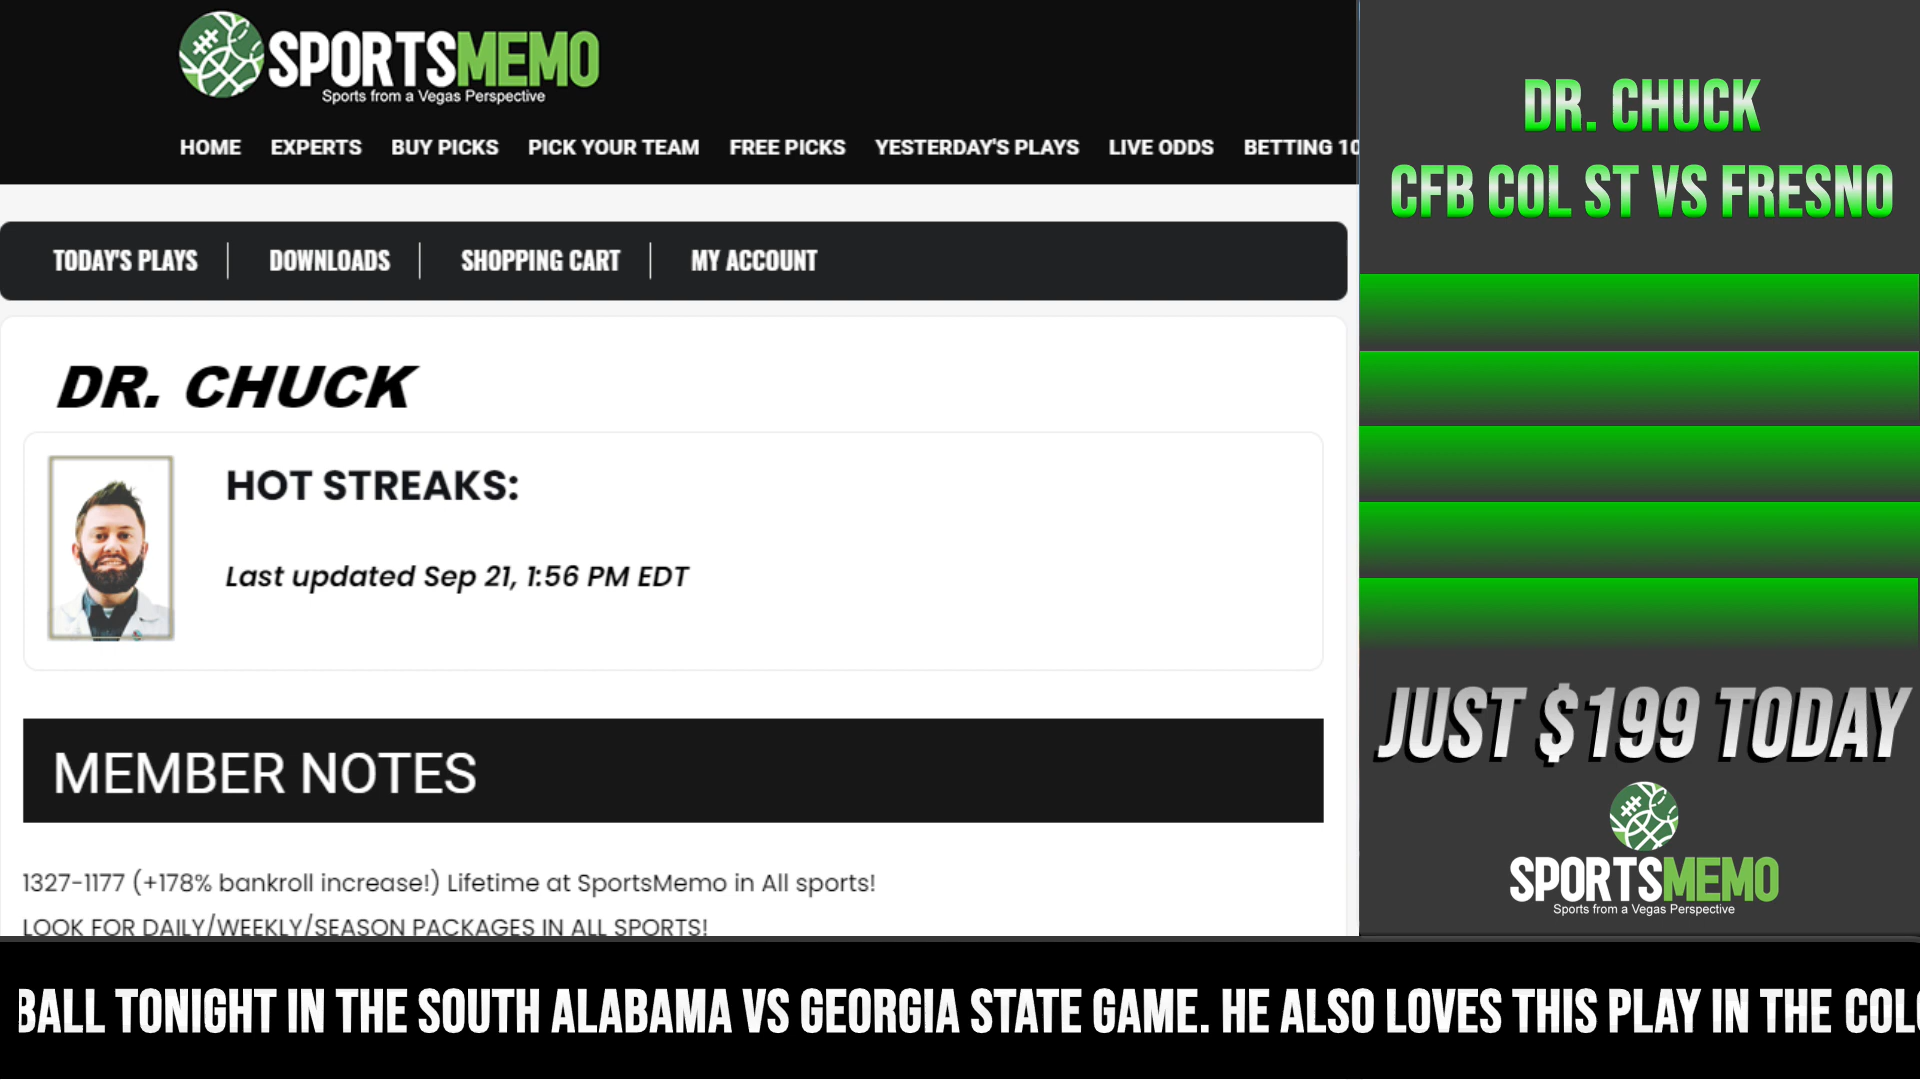 SPORTSMEMO
Sports from a Vegas Perspective
HOME EXPERTS BUY PICKS PICK YOUR TEAM FREE PICKS YESTERDAY'S PLAYS LIVE ODDS BETTING 10
TODAY'S PLAYS DOWNLOADS SHOPPING CART MY ACCOUNT
DR. CHUCK
HOT STREAKS:
Last updated Sep 21, 1:56 PM EDT
MEMBER NOTES
1327-1177 (+178% bankroll increase!) Lifetime at SportsMemo in All sports!
LOOK FOR DAILY/WEEKLY/SEASON PACKAGES IN ALL SPORTS!
DR. CHUCK
CFB COL ST VS FRESNO
JUST $199 TODAY
SPORTSMEMO
Sports from a Vegas Perspective
BALL TONIGHT IN THE SOUTH ALABAMA VS GEORGIA STATE GAME. HE ALSO LOVES THIS PLAY IN THE COL